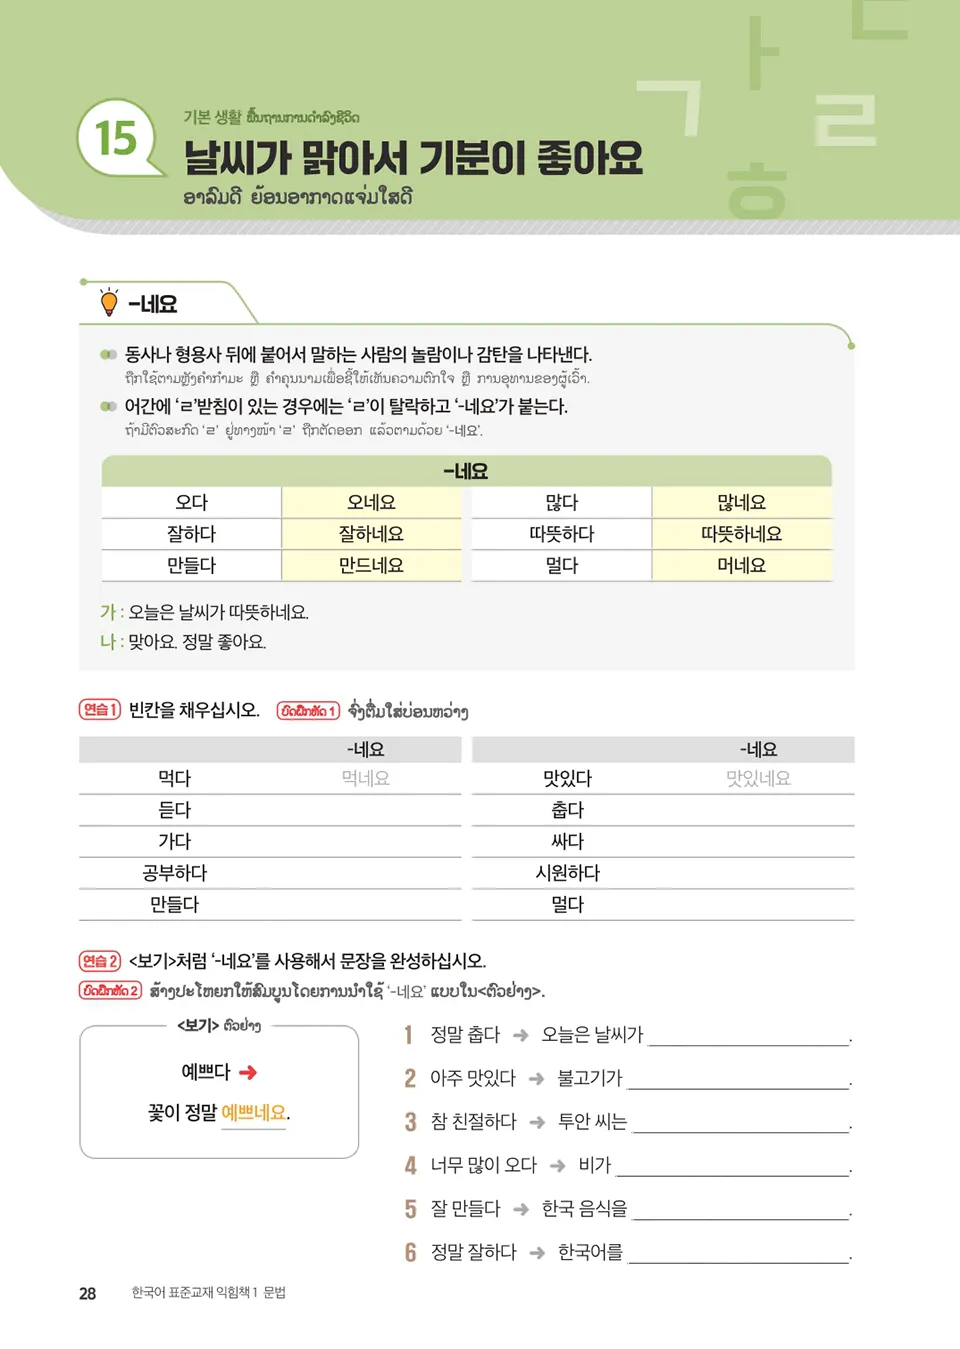 15
기본 생활 ພື້ນຖານການດຳລົງຊີວິດ
날씨가 맑아서 기분이 좋아요
ອາລົມດີ ຍ້ອນອາກາດແຈ່ມໃສດີ
ㄱ ㅏ ㄷ ㄹ ㅎ
-네요
동사나 형용사 뒤에 붙어서 말하는 사람의 놀람이나 감탄을 나타낸다.
ຖືກໃຊ້ຕາມຫຼັງຄຳກຳມະ ຫຼື ຄຳຄຸນນາມເພື່ອຊີ້ໃຫ້ເຫັນຄວາມຕົກໃຈ ຫຼື ການອຸທານຂອງຜູ້ເວົ້າ.
어간에 ‘ㄹ’받침이 있는 경우에는 ‘ㄹ’이 탈락하고 ‘-네요’가 붙는다.
ຖ້າມີຕົວສະກົດ ‘ㄹ’ ຢູ່ທາງໜ້າ ‘ㄹ’ ຖືກຕັດອອກ ແລ້ວຕາມດ້ວຍ ‘-네요’.
-네요
오다 오네요 많다 많네요
잘하다 잘하네요 따뜻하다 따뜻하네요
만들다 만드네요 멀다 머네요
가 : 오늘은 날씨가 따뜻하네요.
나 : 맞아요. 정말 좋아요.
연습 1 빈칸을 채우십시오. ບົດຝຶກຫັດ 1 ຈົ່ງຕື່ມໃສ່ບ່ອນຫວ່າງ
-네요 -네요
먹다 먹네요 맛있다 맛있네요
듣다 춥다
가다 싸다
공부하다 시원하다
만들다 멀다
연습 2 <보기>처럼 ‘-네요’를 사용해서 문장을 완성하십시오.
ບົດຝຶກຫັດ 2 ສ້າງປະໂຫຍກໃຫ້ສົມບູນໂດຍການນຳໃຊ້ ‘-네요’ ແບບໃນ<ຕົວຢ່າງ>.
<보기> ຕົວຢ່າງ
예쁘다 ➜
꽃이 정말 예쁘네요.
1 정말 춥다 ➜ 오늘은 날씨가 ____.
2 아주 맛있다 ➜ 불고기가 ____.
3 참 친절하다 ➜ 투안 씨는 ____.
4 너무 많이 오다 ➜ 비가 ____.
5 잘 만들다 ➜ 한국 음식을 ____.
6 정말 잘하다 ➜ 한국어를 ____.
28 한국어 표준교재 익힘책 1 문법